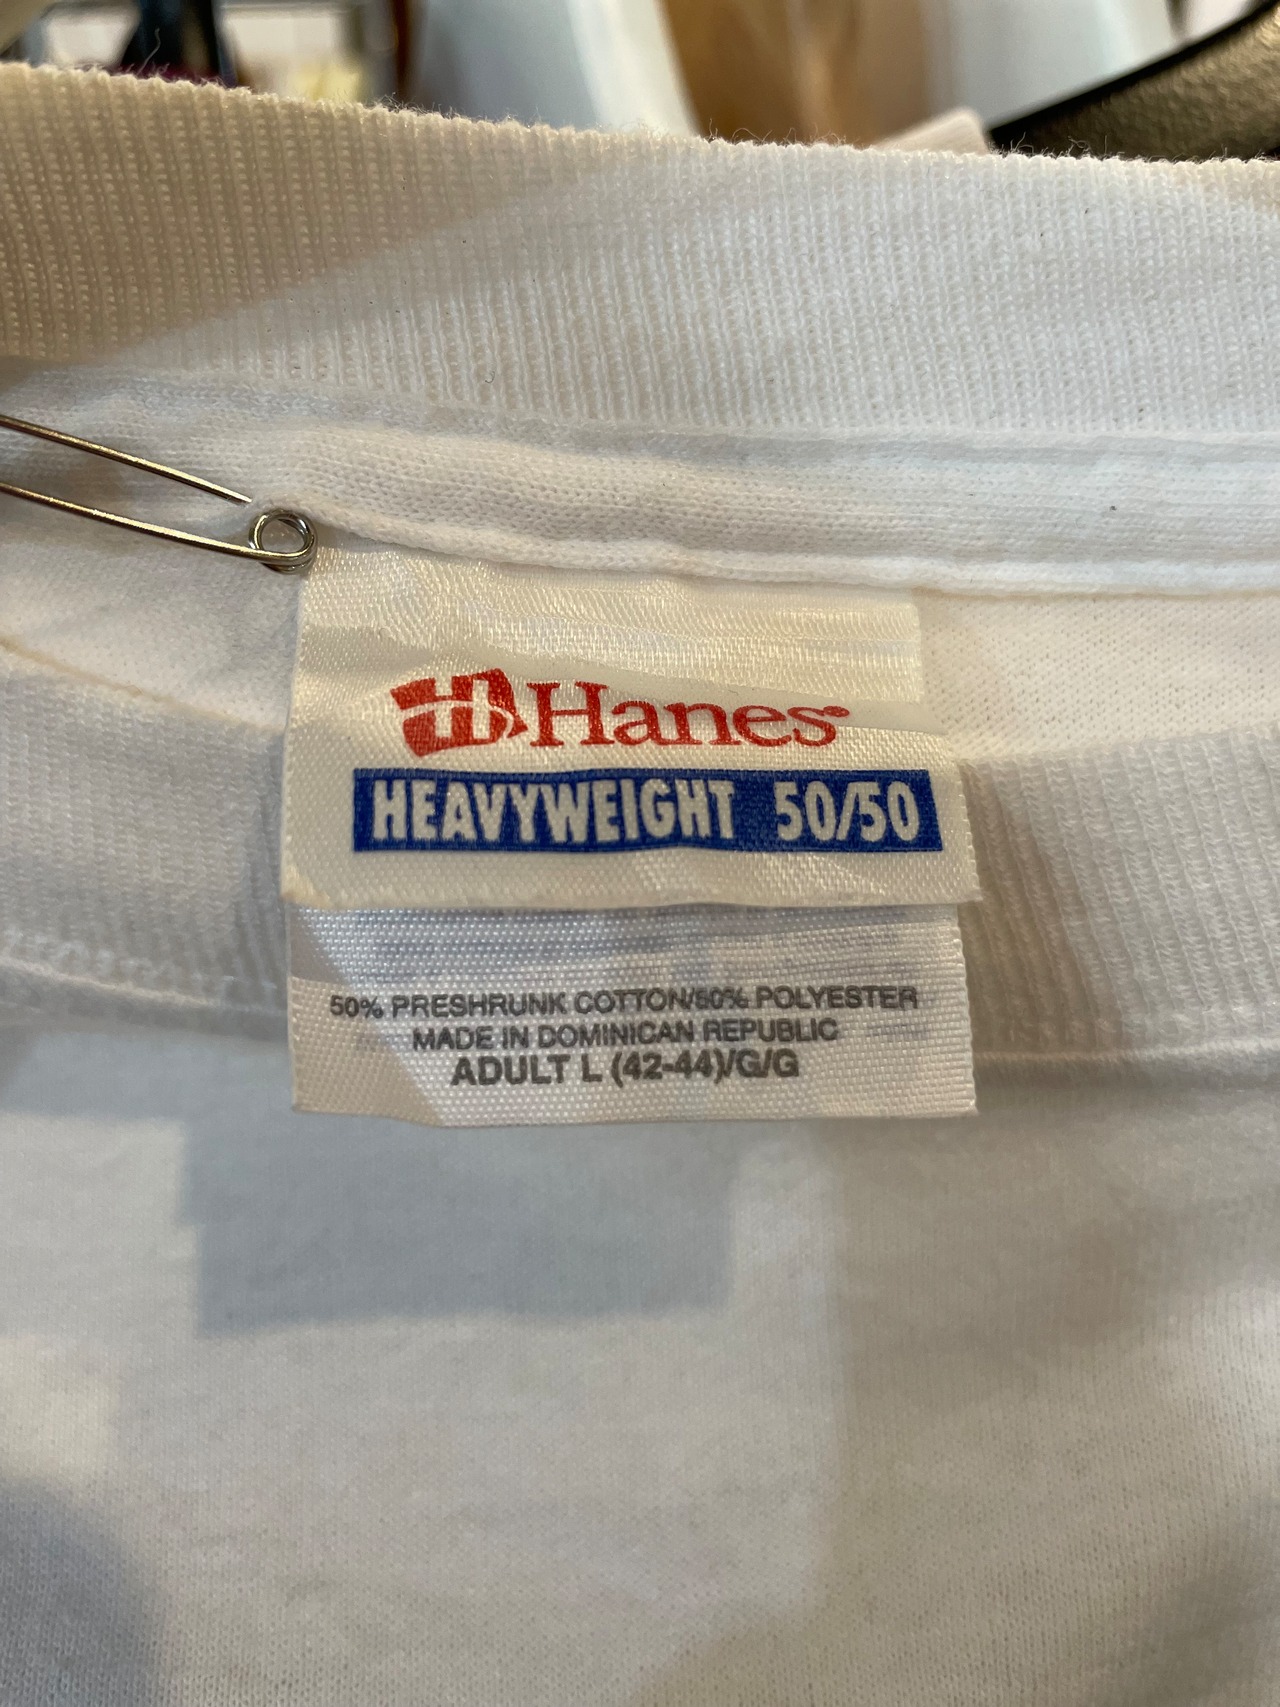 Hanes®
HEAVYWEIGHT 50/50
50% PRESHRUNK COTTON/50% POLYESTER
MADE IN DOMINICAN REPUBLIC
ADULT L (42-44)/G/G